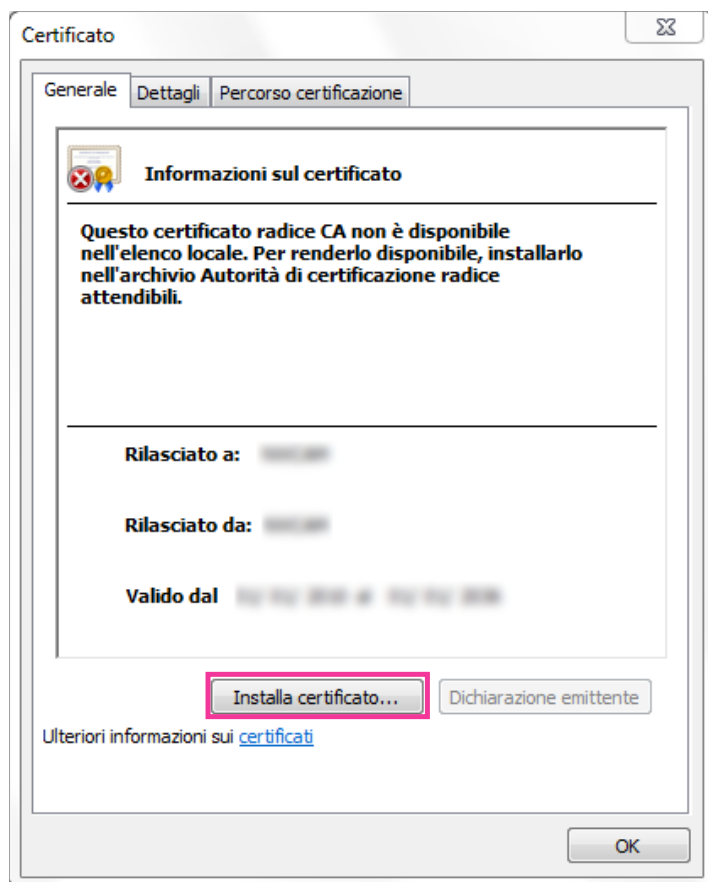 Certificato
Generale Dettagli Percorso certificazione
Informazioni sul certificato
Questo certificato radice CA non è disponibile
nell'elenco locale. Per renderlo disponibile, installarlo
nell'archivio Autorità di certificazione radice
attendibili.
Rilasciato a:
Rilasciato da:
Valido dal
Installa certificato... Dichiarazione emittente
Ulteriori informazioni sui certificati
OK